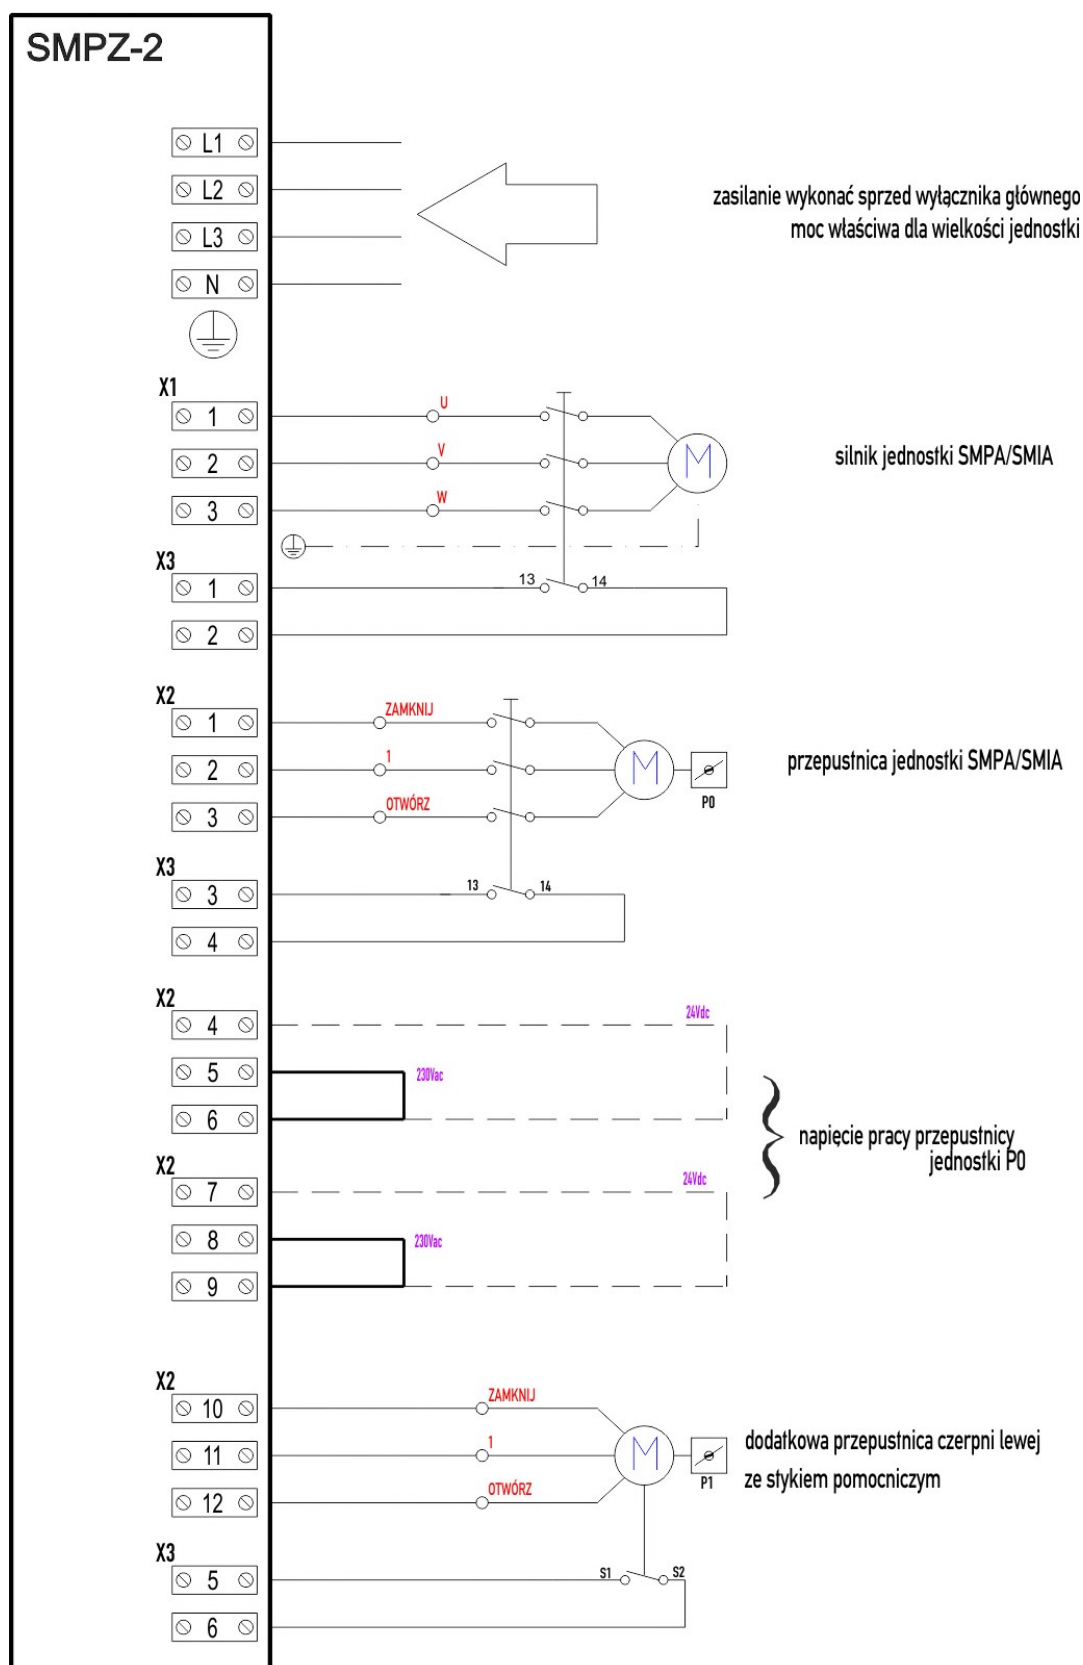 SMPZ-2
L1
L2
zasilanie wykonać sprzed wyłącznika głównego
moc właściwa dla wielkości jednostki
L3
N
X1
1 U
2 V M silnik jednostki SMPA/SMIA
3 W
X3
1 13 14
2
X2
1 ZAMKNIJ
2 1 M przepustnica jednostki SMPA/SMIA
3 OTWÓRZ P0
X3
3 13 14
4
X2
4 24Vdc
5 230Vac
6
napięcie pracy przepustnicy
jednostki P0
X2
7 24Vdc
8 230Vac
9
X2
10 ZAMKNIJ
11 1 M dodatkowa przepustnica czerpni lewej
P1 ze stykiem pomocniczym
12 OTWÓRZ
X3
5 S1 S2
6